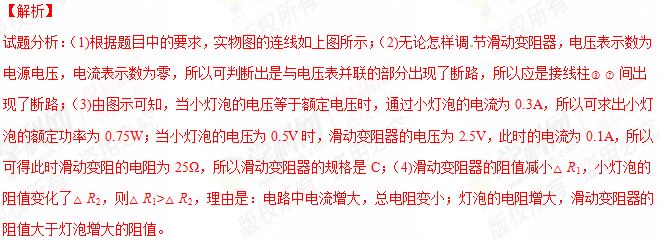 【解析】
试题分析：(1)根据题目中的要求，实物图的连线如上图所示；(2)无论怎样调节滑动变阻器，电压表示数为
电源电压，电流表示数为零，所以可判断出是与电压表并联的部分出现了断路，所以应是接线柱①②间出
现了断路；(3)由图示可知，当小灯泡的电压等于额定电压时，通过小灯泡的电流为 0.3A，所以可求出小灯
泡的额定功率为 0.75W；当小灯泡的电压为 0.5V 时，滑动变阻器的电压为 2.5V，此时的电流为 0.1A，所以
可得此时滑动变阻的电阻为 25Ω，所以滑动变阻器的规格是 C；(4)滑动变阻器的阻值减小△R₁，小灯泡的
阻值变化了△R₂，则△R₁>△R₂，理由是：电路中电流增大，总电阻变小；灯泡的电阻增大，滑动变阻器的
阻值大于灯泡增大的阻值。